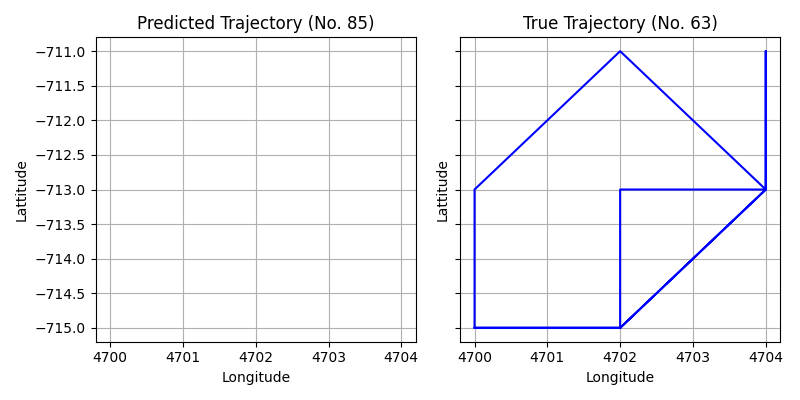 Predicted Trajectory (No. 85)
−711.0
−711.5
−712.0
−712.5
−713.0
−713.5
−714.0
−714.5
−715.0
Lattitude
4700 4701 4702 4703 4704
Longitude
True Trajectory (No. 63)
Lattitude
4700 4701 4702 4703 4704
Longitude